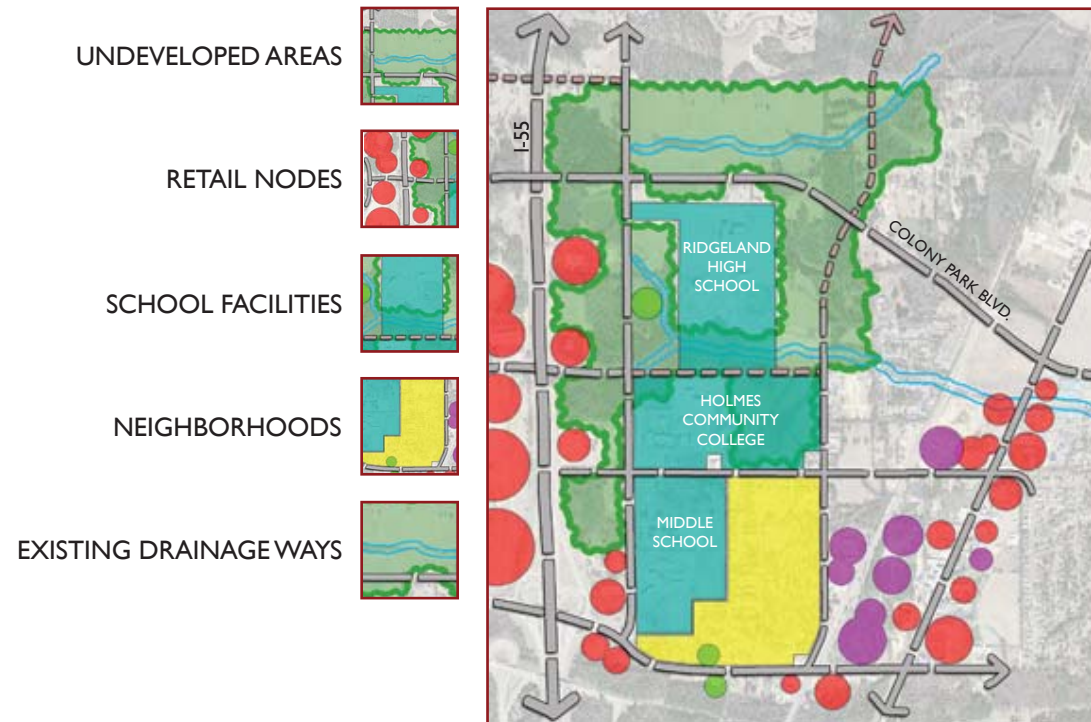 UNDEVELOPED AREAS
RETAIL NODES
SCHOOL FACILITIES
NEIGHBORHOODS
EXISTING DRAINAGE WAYS
I-55
RIDGELAND
HIGH
SCHOOL
COLONY PARK BLVD.
HOLMES
COMMUNITY
COLLEGE
MIDDLE
SCHOOL